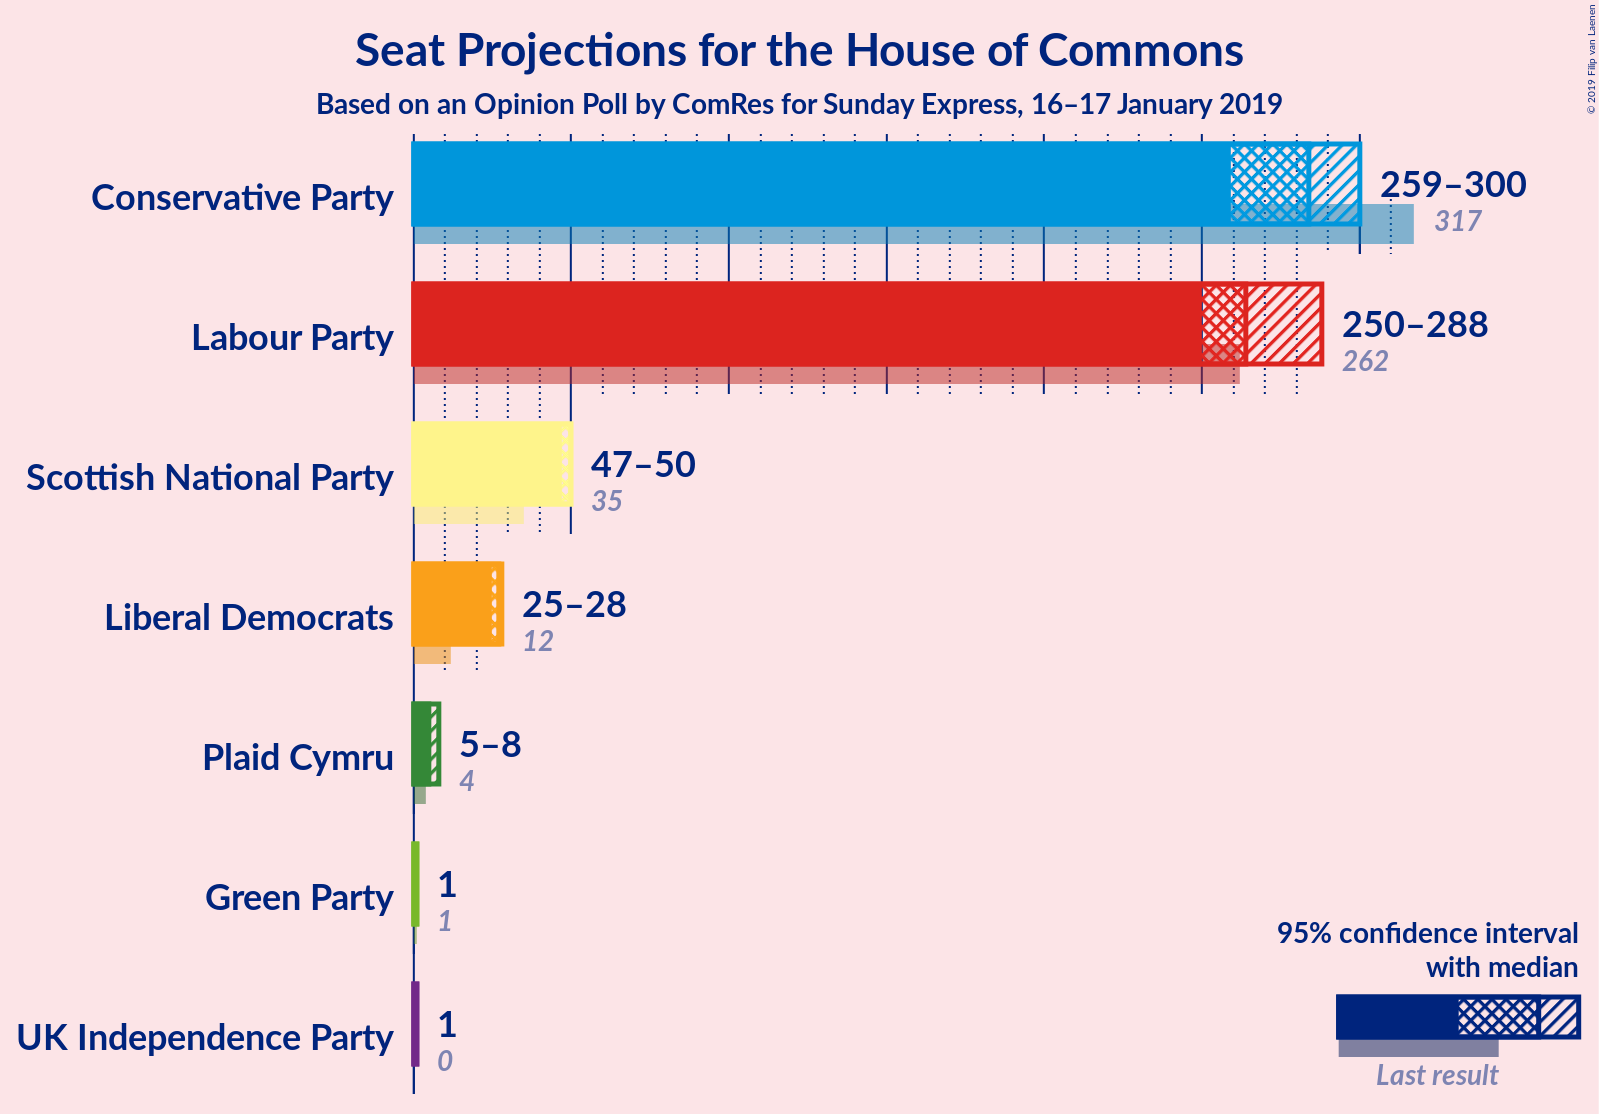 Seat Projections for the House of Commons
Based on an Opinion Poll by ComRes for Sunday Express, 16–17 January 2019
© 2019 Filip van Laenen
Conservative Party
259–300
317
Labour Party
250–288
262
Scottish National Party
47–50
35
Liberal Democrats
25–28
12
Plaid Cymru
5–8
4
Green Party
1
1
UK Independence Party
1
0
95% confidence interval
with median
Last result